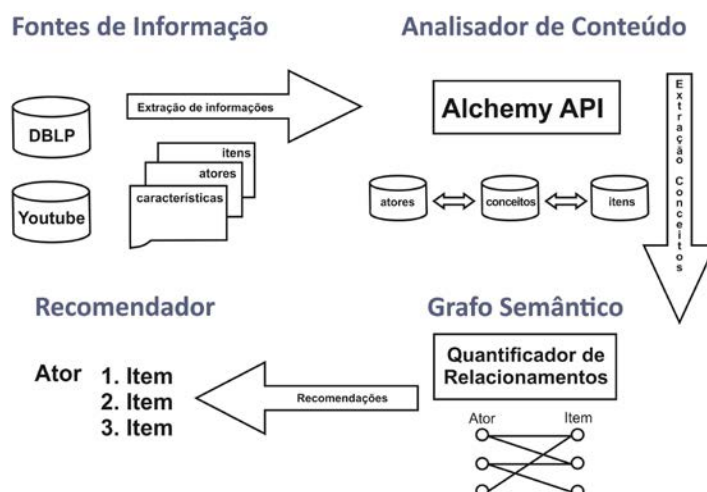 Fontes de Informação
Analisador de Conteúdo
DBLP
Youtube
Extração de informações
itens
atores
características
Alchemy API
atores
conceitos
itens
Extração Conceitos
Recomendador
Grafo Semântico
Ator
1. Item
2. Item
3. Item
Recomendações
Quantificador de
Relacionamentos
Ator
Item